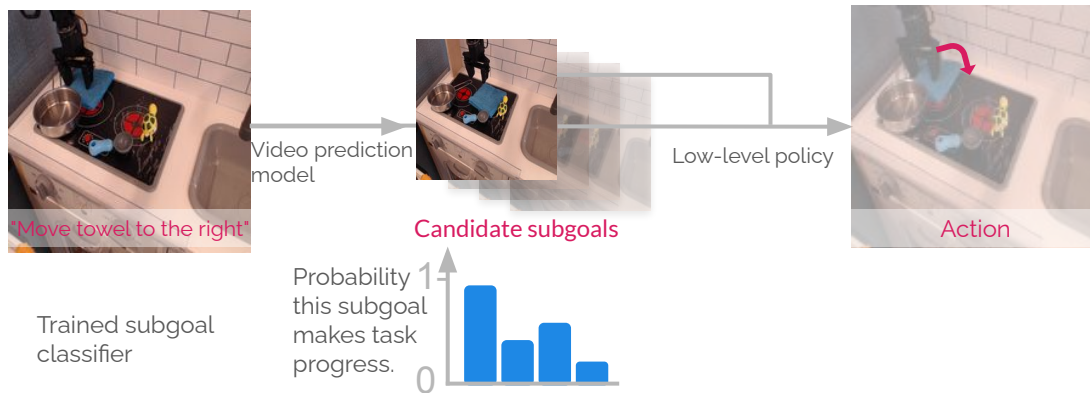 Video prediction
model
Low-level policy
"Move towel to the right"
Candidate subgoals
Action
Trained subgoal
classifier
Probability
this subgoal
makes task
progress.
1
0